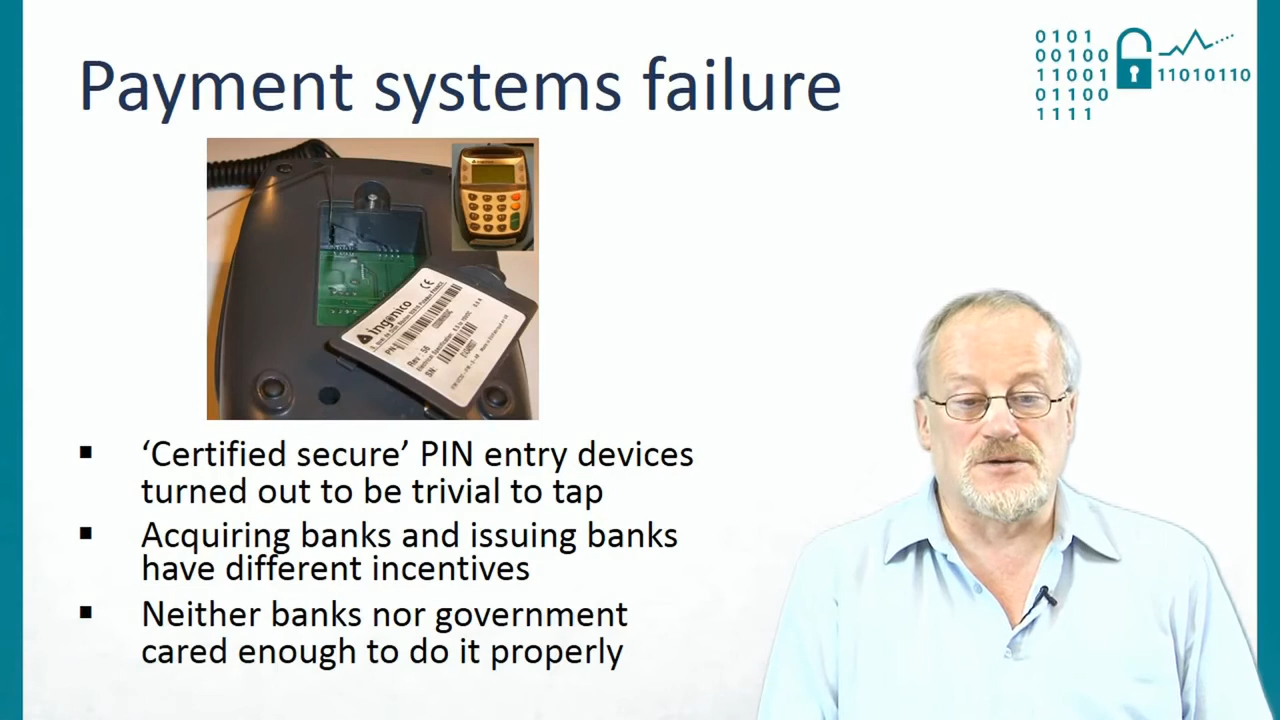 Payment systems failure
0101
00100
11001
01100
1111
11010110
ingenico
‘Certified secure’ PIN entry devices
turned out to be trivial to tap
Acquiring banks and issuing banks
have different incentives
Neither banks nor government
cared enough to do it properly